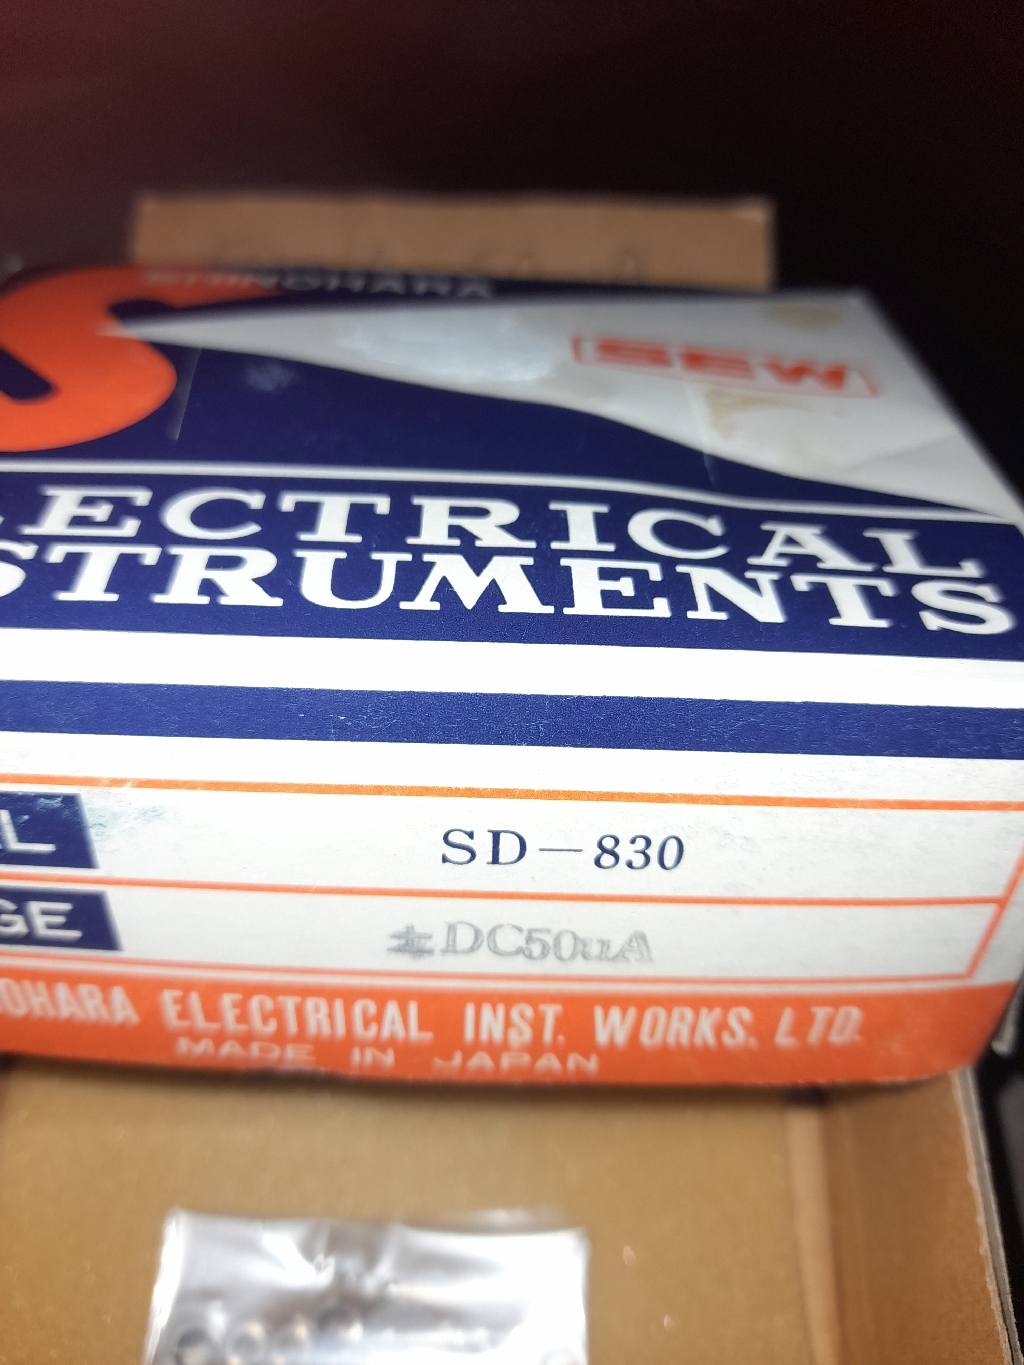 SHINOHARA
SEW
ECTRICAL
STRUMENTS
L
SD-830
GE
±DC50uA
OHARA ELECTRICAL INST. WORKS. LTD.
MADE IN JAPAN